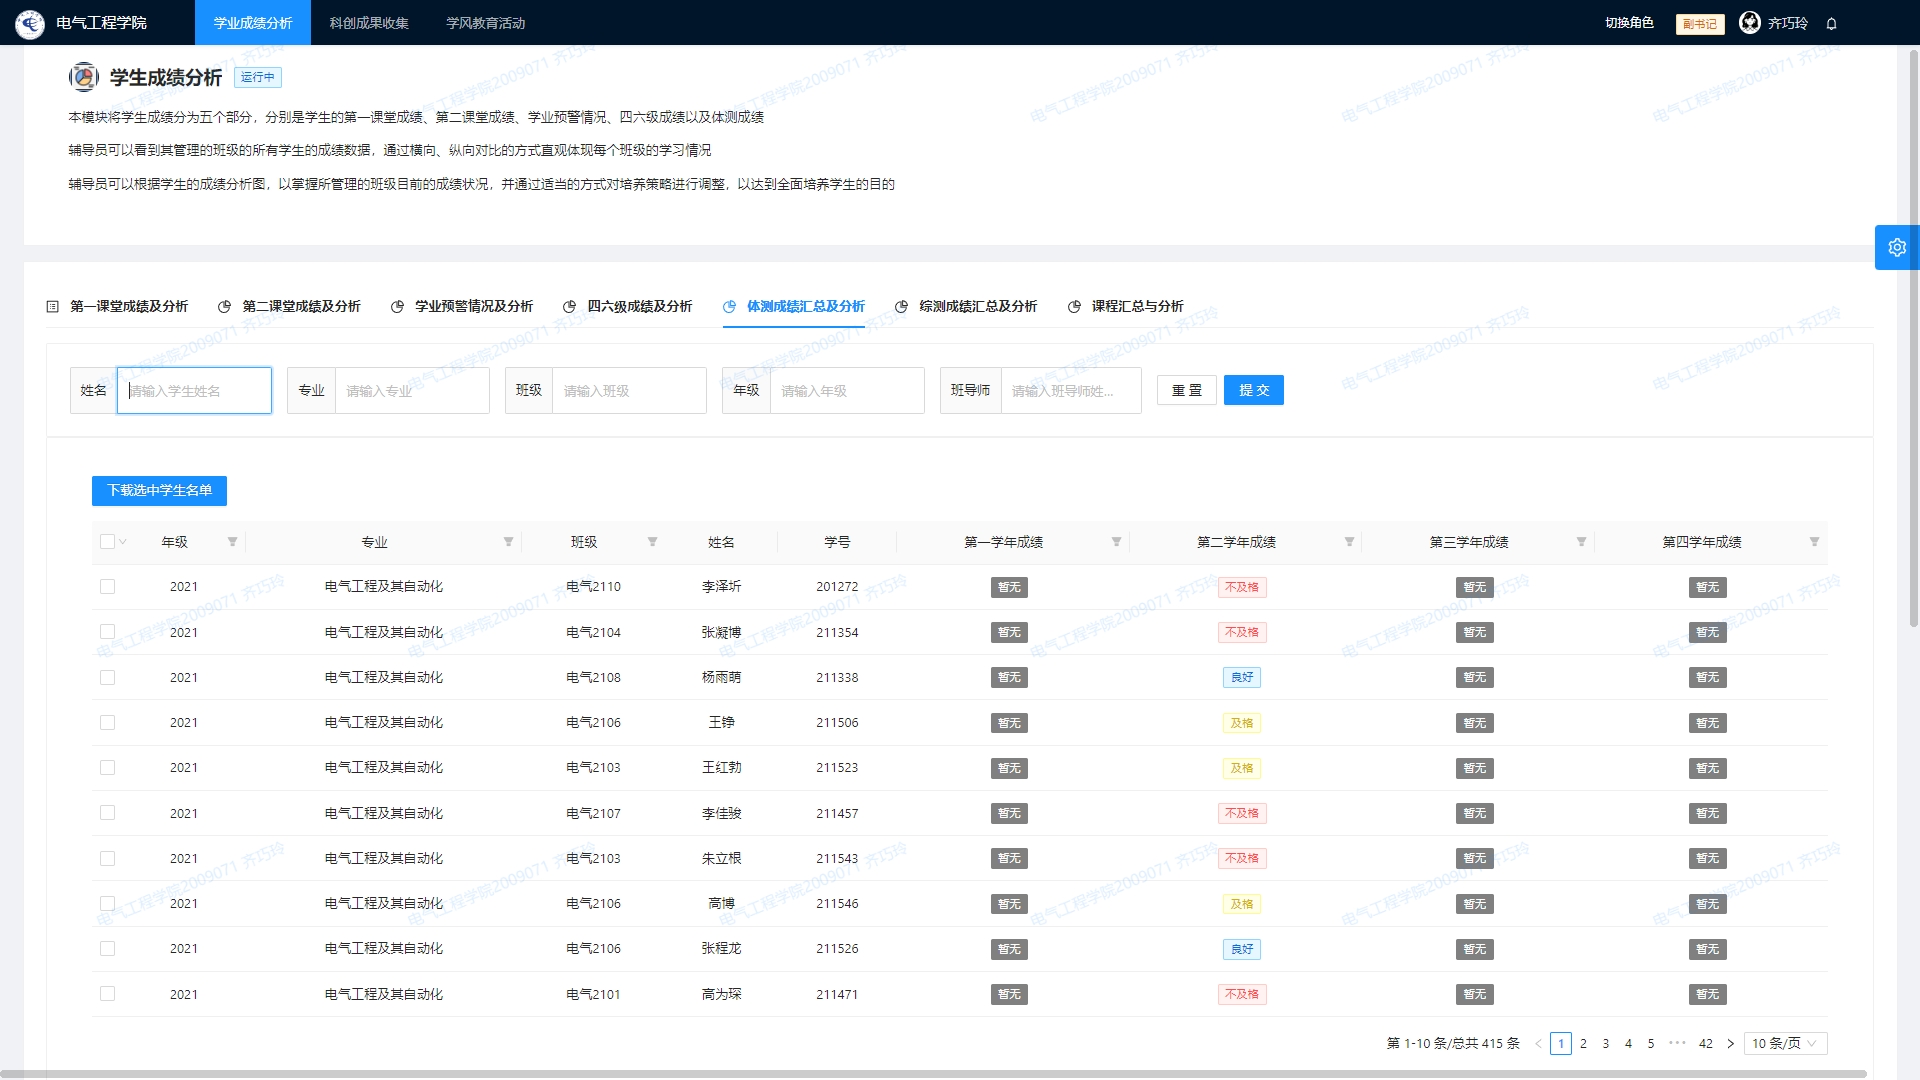 电气工程学院 学业成绩分析 科创成果收集 学风教育活动 切换角色 副书记 齐巧玲
学生成绩分析 运行中
本模块将学生成绩分为五个部分，分别是学生的第一课堂成绩、第二课堂成绩、学业预警情况、四六级成绩以及体测成绩
辅导员可以看到其管理的班级的所有学生的成绩数据，通过横向、纵向对比的方式直观体现每个班级的学习情况
辅导员可以根据学生的成绩分析图，以掌握所管理的班级目前的成绩状况，并通过适当的方式对培养策略进行调整，以达到全面培养学生的目的
第一课堂成绩及分析 第二课堂成绩及分析 学业预警情况及分析 四六级成绩及分析 体测成绩汇总及分析 综测成绩汇总及分析 课程汇总与分析
姓名 请输入学生姓名 专业 请输入专业 班级 请输入班级 年级 请输入年级 班导师 请输入班导师姓... 重 置 提 交
下载选中学生名单
年级 专业 班级 姓名 学号 第一学年成绩 第二学年成绩 第三学年成绩 第四学年成绩
2021 电气工程及其自动化 电气2110 李泽圻 201272 暂无 不及格 暂无 暂无
2021 电气工程及其自动化 电气2104 张凝博 211354 暂无 不及格 暂无 暂无
2021 电气工程及其自动化 电气2108 杨雨萌 211338 暂无 良好 暂无 暂无
2021 电气工程及其自动化 电气2106 王铮 211506 暂无 及格 暂无 暂无
2021 电气工程及其自动化 电气2103 王红勃 211523 暂无 及格 暂无 暂无
2021 电气工程及其自动化 电气2107 李佳骏 211457 暂无 不及格 暂无 暂无
2021 电气工程及其自动化 电气2103 朱立根 211543 暂无 不及格 暂无 暂无
2021 电气工程及其自动化 电气2106 高博 211546 暂无 及格 暂无 暂无
2021 电气工程及其自动化 电气2106 张程龙 211526 暂无 良好 暂无 暂无
2021 电气工程及其自动化 电气2101 高为琛 211471 暂无 不及格 暂无 暂无
第 1-10 条/总共 415 条 < 1 2 3 4 5 ••• 42 > 10 条/页
电气工程学院2009071 齐巧玲